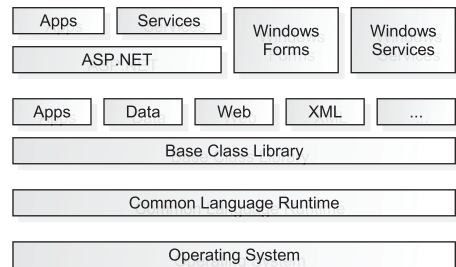 Apps Services
Windows Forms
Windows Services
ASP.NET
Apps Data Web XML ...
Base Class Library
Common Language Runtime
Operating System